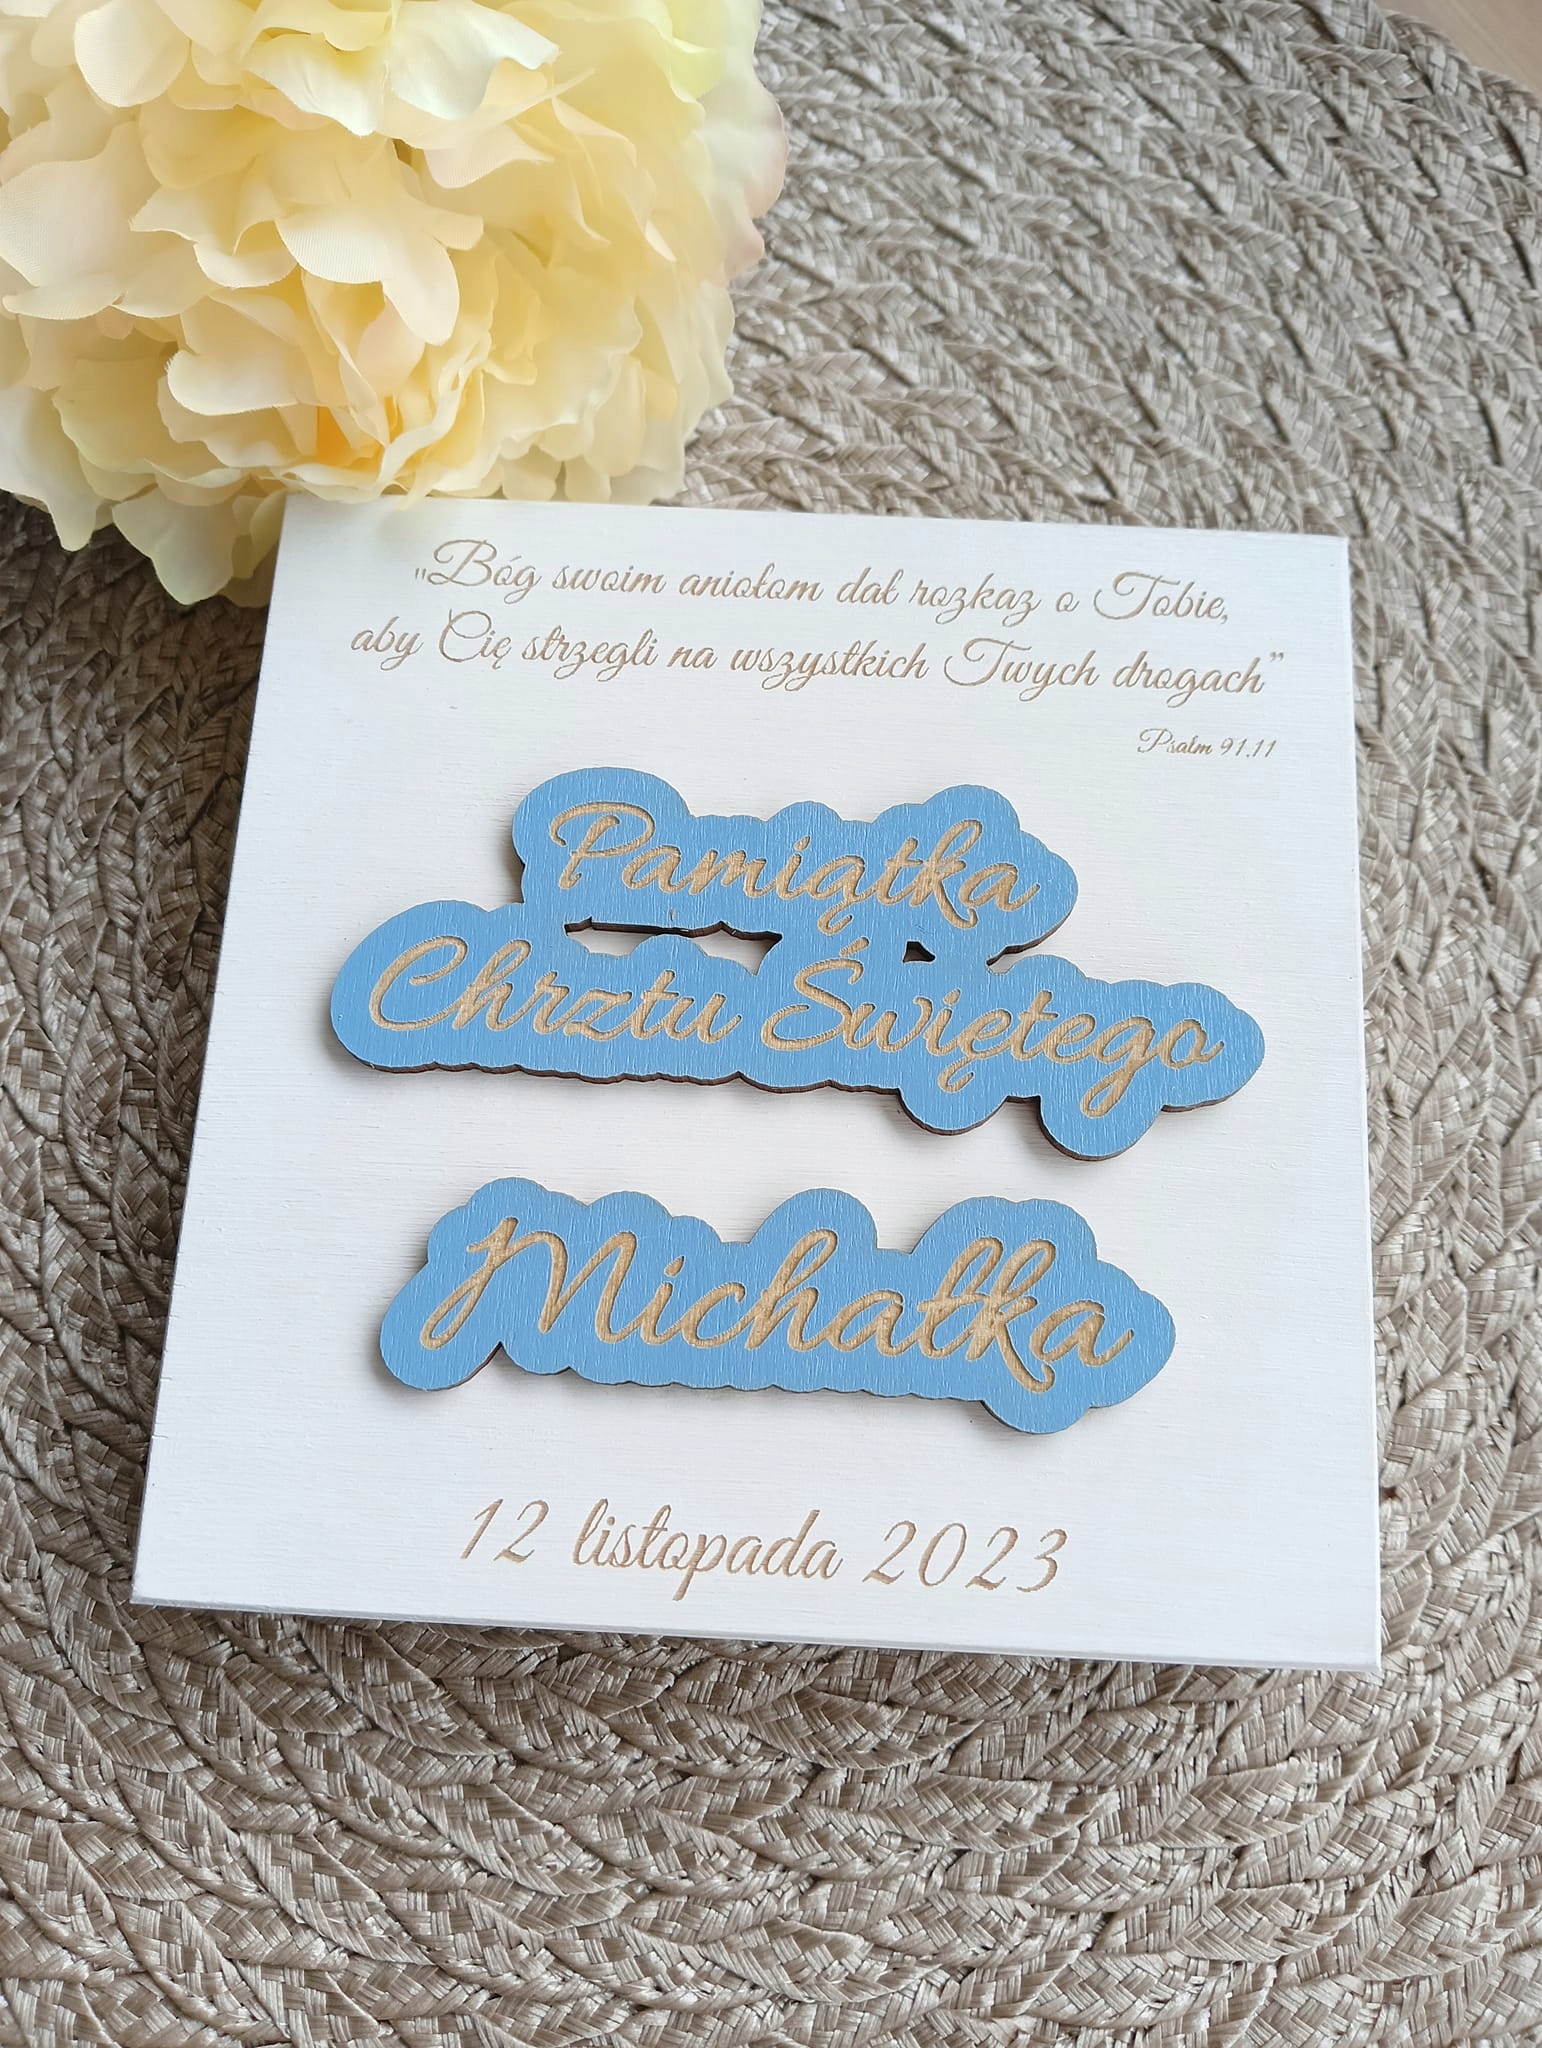 "Bóg swoim aniołom dał rozkaz o Tobie,
aby Cię strzegli na wszystkich Twych drogach”
Psalm 91.11
Pamiątka
Chrztu Świętego
Michałka
12 listopada 2023